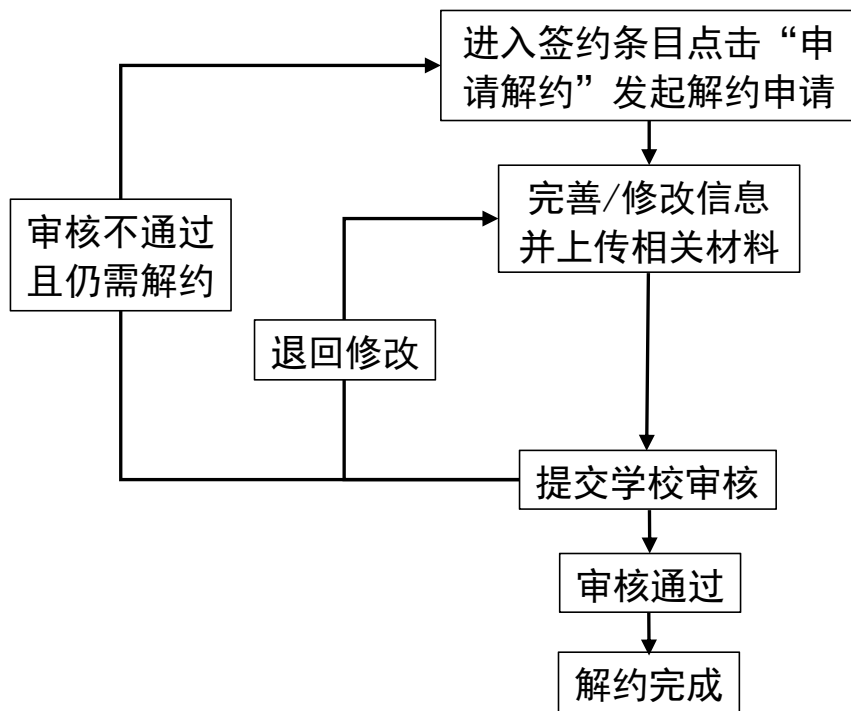 进入签约条目点击“申
请解约”发起解约申请
完善/修改信息
并上传相关材料
审核不通过
且仍需解约
退回修改
提交学校审核
审核通过
解约完成